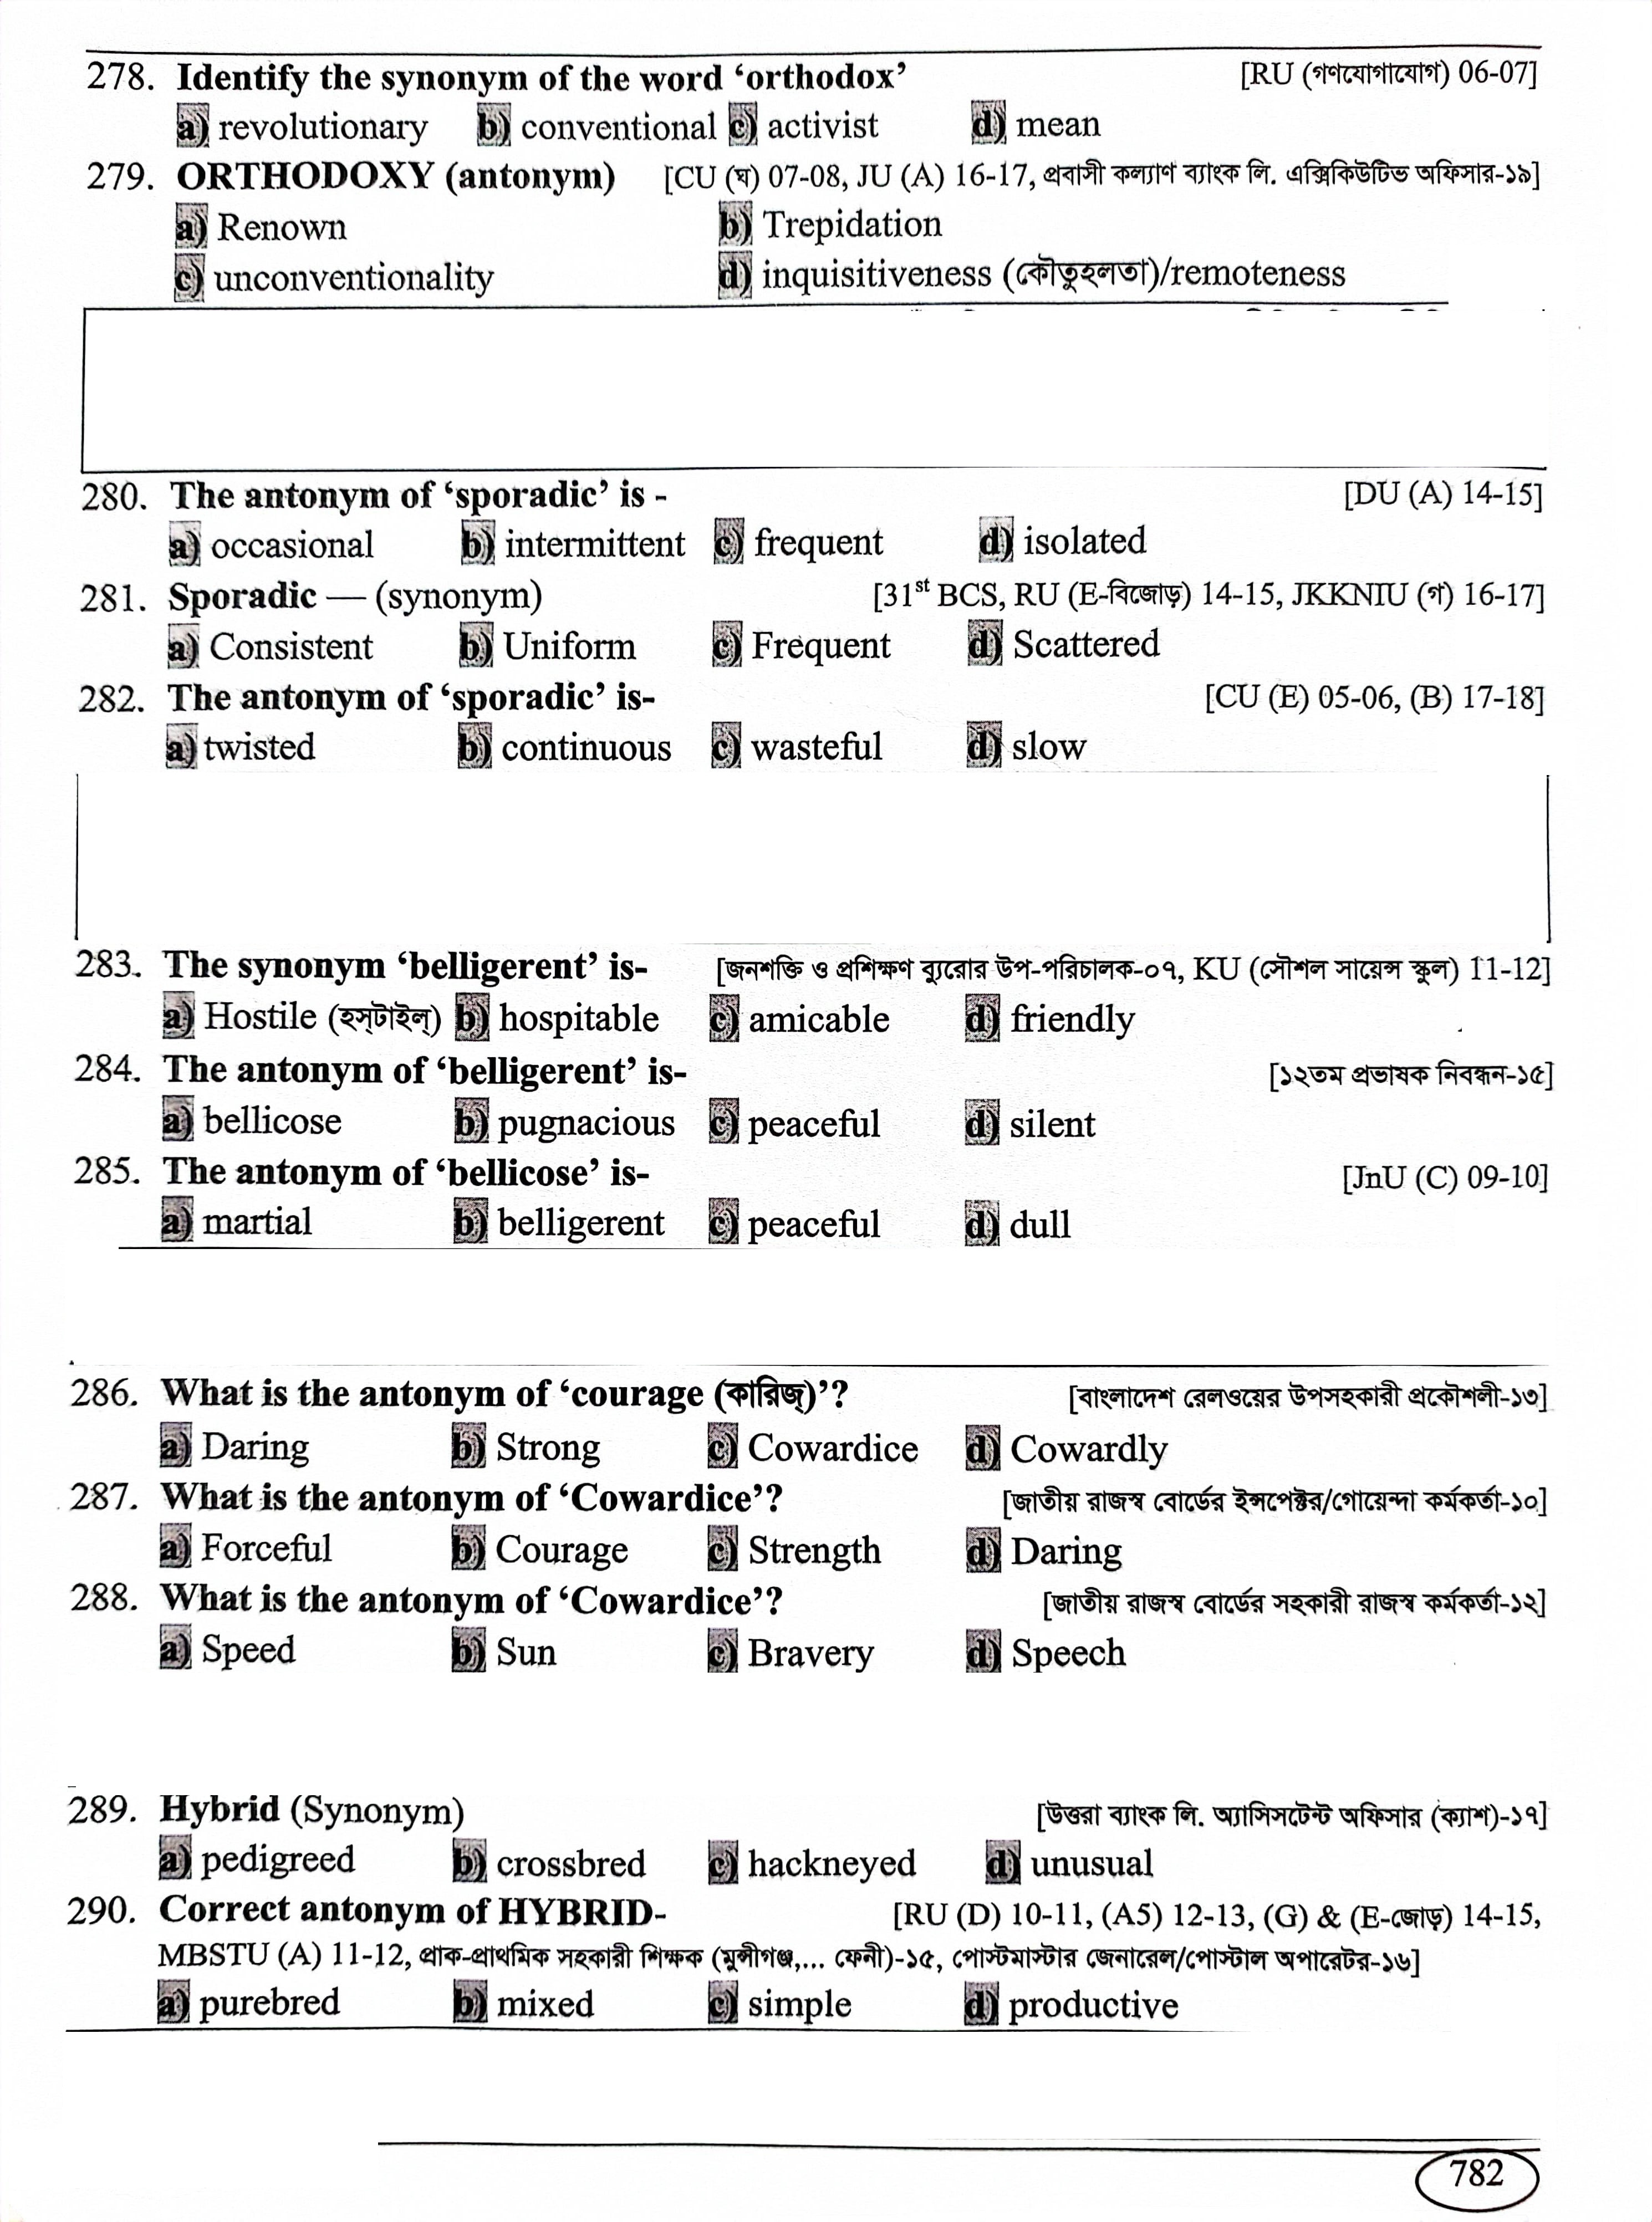 278. Identify the synonym of the word ‘orthodox’ [RU (গণযোগাযোগ) 06-07]
a) revolutionary b) conventional c) activist d) mean
279. ORTHODOXY (antonym) [CU (ঘ) 07-08, JU (A) 16-17, প্রবাসী কল্যাণ ব্যাংক লি. এক্সিকিউটিভ অফিসার-১৯]
a) Renown b) Trepidation
c) unconventionality d) inquisitiveness (কৌতুহলতা)/remoteness
280. The antonym of ‘sporadic’ is - [DU (A) 14-15]
a) occasional b) intermittent c) frequent d) isolated
281. Sporadic — (synonym) [31st BCS, RU (E-বিজোড়) 14-15, JKKNIU (গ) 16-17]
a) Consistent b) Uniform c) Frequent d) Scattered
282. The antonym of ‘sporadic’ is- [CU (E) 05-06, (B) 17-18]
a) twisted b) continuous c) wasteful d) slow
283. The synonym ‘belligerent’ is- [জনশক্তি ও প্রশিক্ষণ ব্যুরোর উপ-পরিচালক-০৭, KU (সৌশল সায়েন্স স্কুল) 11-12]
a) Hostile (হস্‌টাইল্) b) hospitable c) amicable d) friendly
284. The antonym of ‘belligerent’ is- [১২তম প্রভাষক নিবন্ধন-১৫]
a) bellicose b) pugnacious c) peaceful d) silent
285. The antonym of ‘bellicose’ is- [JnU (C) 09-10]
a) martial b) belligerent c) peaceful d) dull
286. What is the antonym of ‘courage (কারিজ্)’? [বাংলাদেশ রেলওয়ের উপসহকারী প্রকৌশলী-১৩]
a) Daring b) Strong c) Cowardice d) Cowardly
287. What is the antonym of ‘Cowardice’? [জাতীয় রাজস্ব বোর্ডের ইন্সপেক্টর/গোয়েন্দা কর্মকর্তা-১০]
a) Forceful b) Courage c) Strength d) Daring
288. What is the antonym of ‘Cowardice’? [জাতীয় রাজস্ব বোর্ডের সহকারী রাজস্ব কর্মকর্তা-১২]
a) Speed b) Sun c) Bravery d) Speech
289. Hybrid (Synonym) [উত্তরা ব্যাংক লি. অ্যাসিসটেন্ট অফিসার (ক্যাশ)-১৭]
a) pedigreed b) crossbred c) hackneyed d) unusual
290. Correct antonym of HYBRID- [RU (D) 10-11, (A5) 12-13, (G) & (E-জোড়) 14-15,
MBSTU (A) 11-12, প্রাক-প্রাথমিক সহকারী শিক্ষক (মুন্সীগঞ্জ,... ফেনী)-১৫, পোস্টমাস্টার জেনারেল/পোস্টাল অপারেটর-১৬]
a) purebred b) mixed c) simple d) productive
782